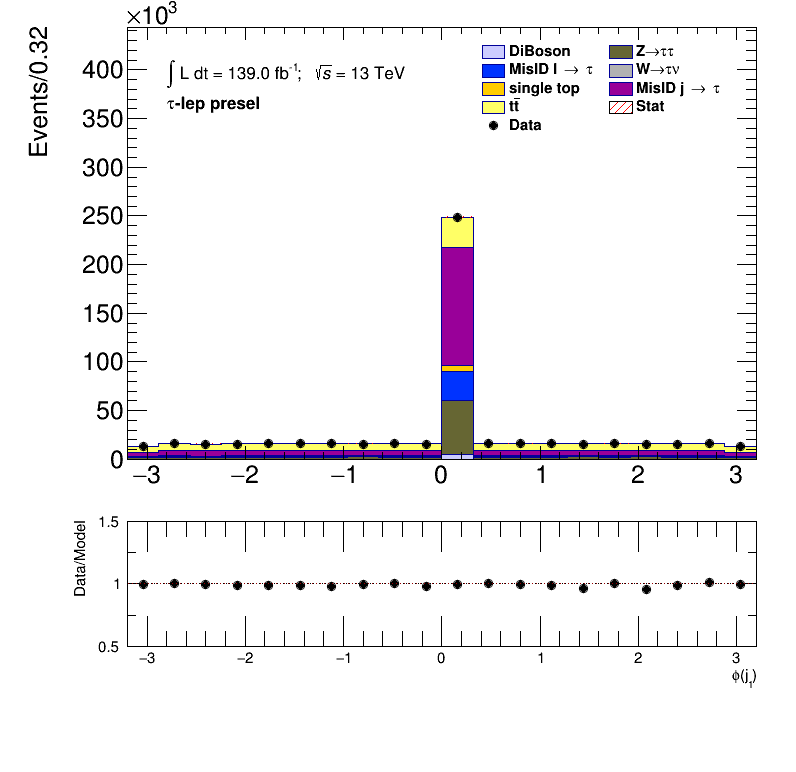 ×10³
Events/0.32
400
350
300
250
200
150
100
50
0
∫ L dt = 139.0 fb⁻¹; √s = 13 TeV
τ-lep presel
DiBoson
MisID l → τ
single top
tt̄
Data
Z→ττ
W→τν
MisID j → τ
Stat
−3 −2 −1 0 1 2 3
Data/Model
1.5
1
0.5
−3 −2 −1 0 1 2 3
ϕ(j₁)